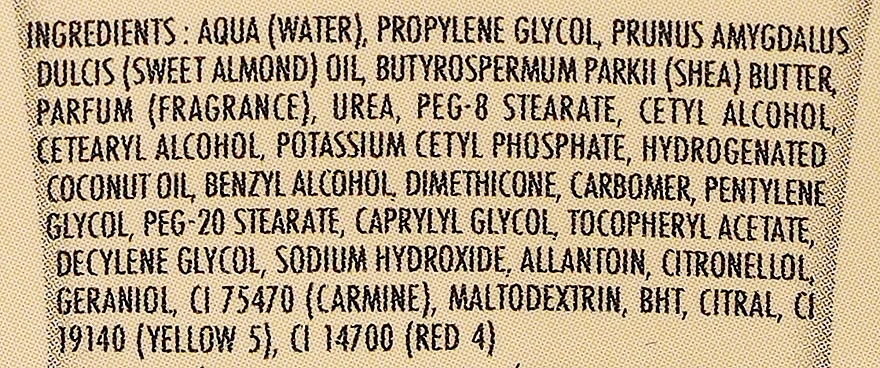 INGREDIENTS : AQUA (WATER), PROPYLENE GLYCOL, PRUNUS AMYGDALUS
DULCIS (SWEET ALMOND) OIL, BUTYROSPERMUM PARKII (SHEA) BUTTER,
PARFUM (FRAGRANCE), UREA, PEG-8 STEARATE, CETYL ALCOHOL,
CETEARYL ALCOHOL, POTASSIUM CETYL PHOSPHATE, HYDROGENATED
COCONUT OIL, BENZYL ALCOHOL, DIMETHICONE, CARBOMER, PENTYLENE
GLYCOL, PEG-20 STEARATE, CAPRYLYL GLYCOL, TOCOPHERYL ACETATE,
DECYLENE GLYCOL, SODIUM HYDROXIDE, ALLANTOIN, CITRONELLOL,
GERANIOL, CI 75470 (CARMINE), MALTODEXTRIN, BHT, CITRAL, CI
19140 (YELLOW 5), CI 14700 (RED 4)